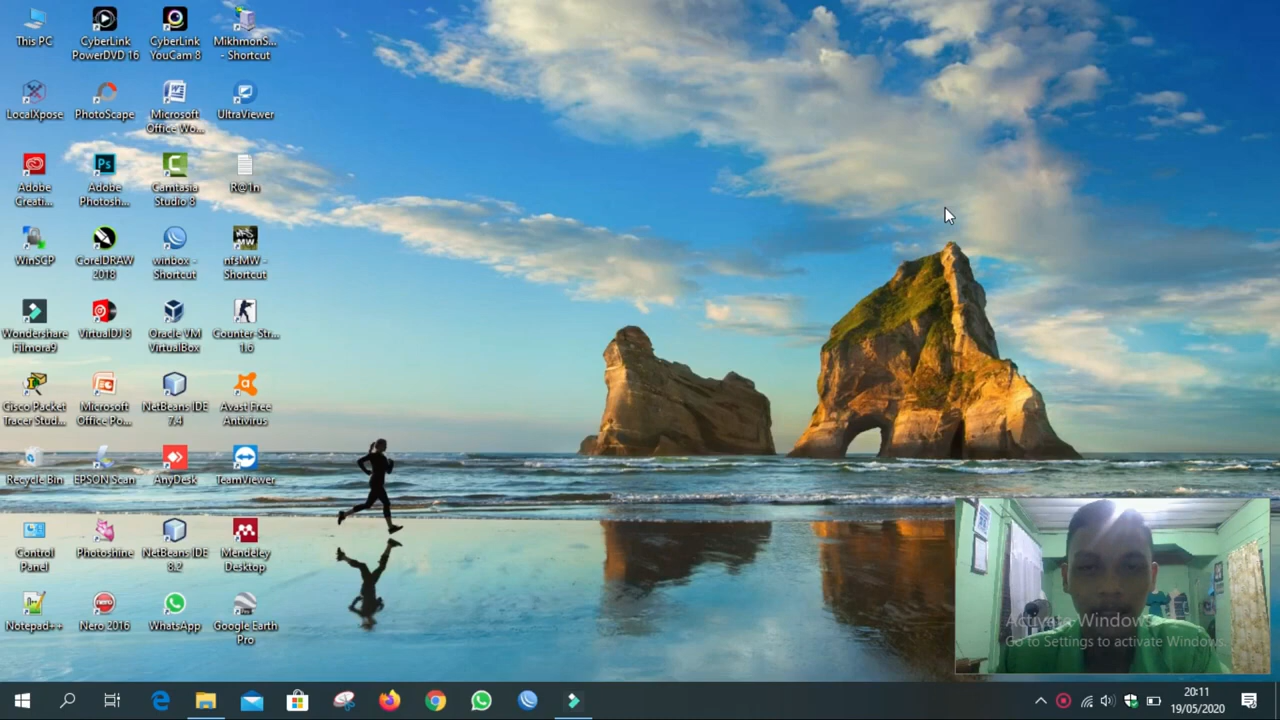 This PC
CyberLink
PowerDVD 16
CyberLink
YouCam 8
MikhmonS...
- Shortcut
LocalXpose
PhotoScape
Microsoft
Office Wo...
UltraViewer
Adobe
Creati...
Adobe
Photosh...
Camtasia
Studio 8
R@1n
WinSCP
CorelDRAW
2018
winbox -
Shortcut
nfsMW -
Shortcut
Wondershare
Filmora9
VirtualDJ 8
Oracle VM
VirtualBox
Counter-Str...
1.6
Cisco Packet
Tracer Stud...
Microsoft
Office Po...
NetBeans IDE
7.4
Avast Free
Antivirus
Recycle Bin
EPSON Scan
AnyDesk
TeamViewer
Control
Panel
Photoshine
NetBeans IDE
8.2
Mendeley
Desktop
Notepad++
Nero 2016
WhatsApp
Google Earth
Pro
Activate Windows
Go to Settings to activate Windows.
20:11
19/05/2020